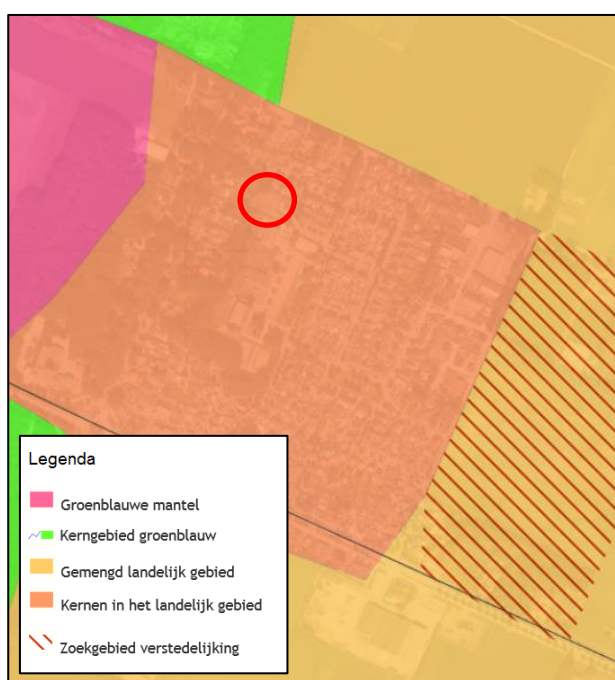 Legenda
Groenblauwe mantel
Kerngebied groenblauw
Gemengd landelijk gebied
Kernen in het landelijk gebied
Zoekgebied verstedelijking